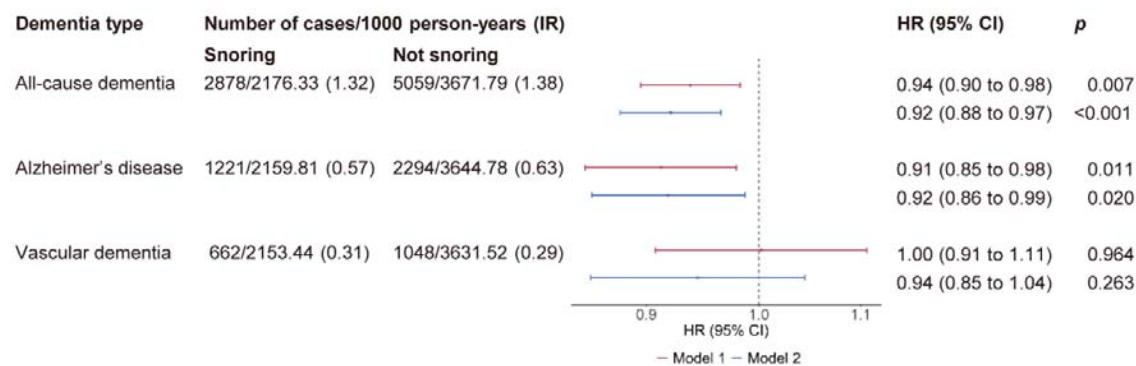 Dementia type Number of cases/1000 person-years (IR) HR (95% CI) p
Snoring Not snoring
All-cause dementia 2878/2176.33 (1.32) 5059/3671.79 (1.38) 0.94 (0.90 to 0.98) 0.007
0.92 (0.88 to 0.97) <0.001
Alzheimer's disease 1221/2159.81 (0.57) 2294/3644.78 (0.63) 0.91 (0.85 to 0.98) 0.011
0.92 (0.86 to 0.99) 0.020
Vascular dementia 662/2153.44 (0.31) 1048/3631.52 (0.29) 1.00 (0.91 to 1.11) 0.964
0.94 (0.85 to 1.04) 0.263
0.9 1.0 1.1
HR (95% CI)
Model 1 Model 2